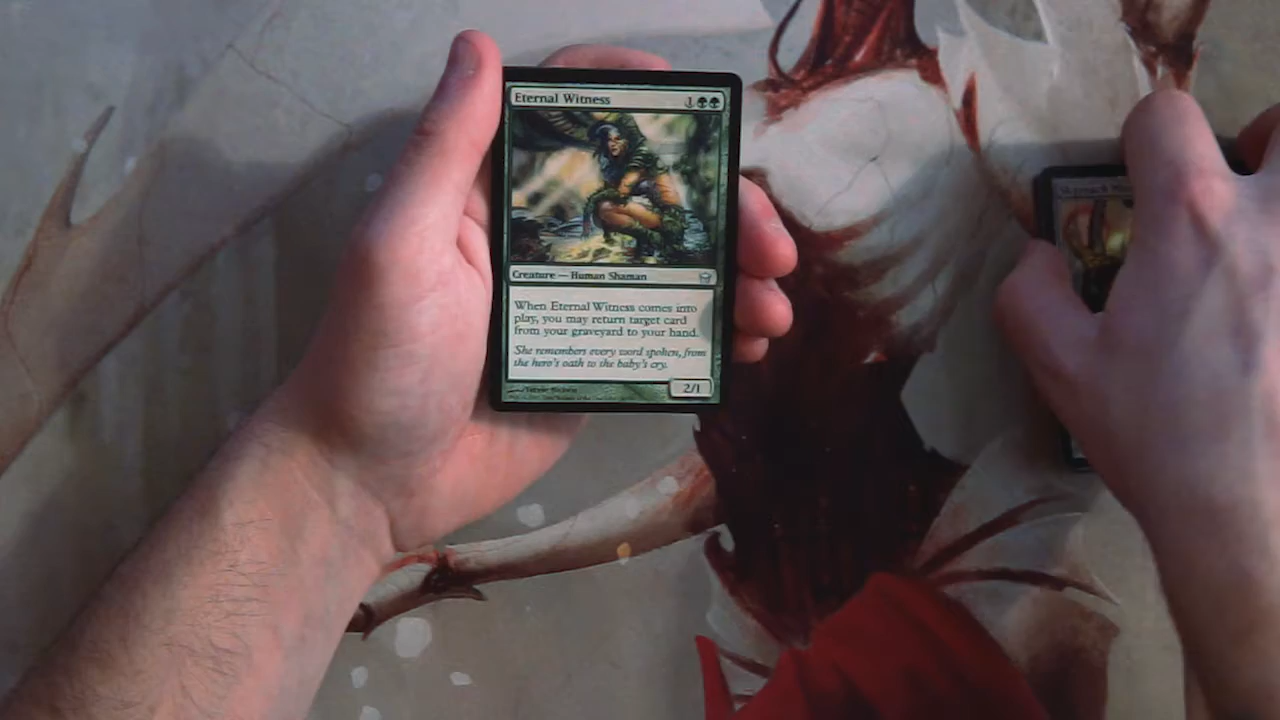 Eternal Witness 1
Creature — Human Shaman
When Eternal Witness comes into
play, you may return target card
from your graveyard to your hand.
She remembers every word spoken, from
the hero's oath to the baby's cry.
2/1